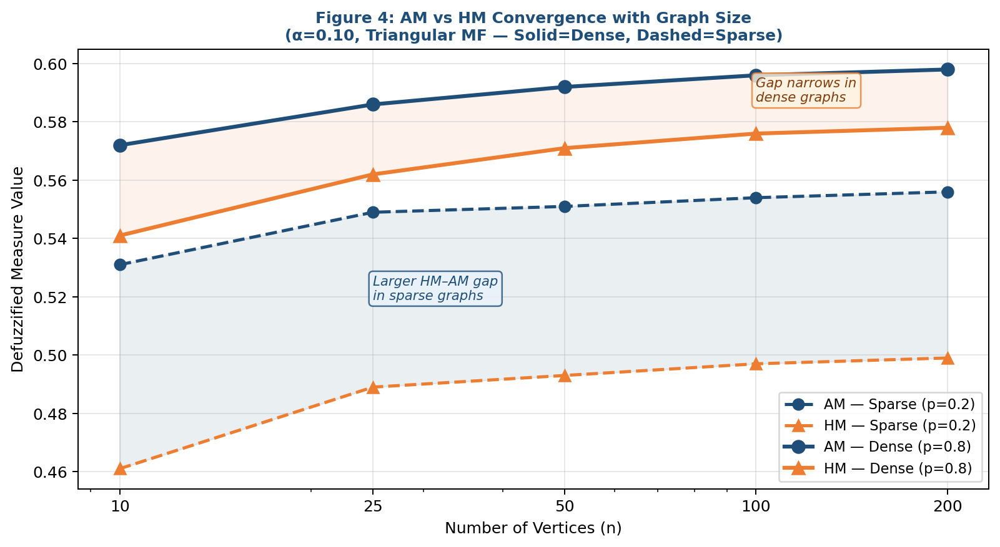 Figure 4: AM vs HM Convergence with Graph Size
(α=0.10, Triangular MF — Solid=Dense, Dashed=Sparse)
Defuzzified Measure Value
0.60
0.58
0.56
0.54
0.52
0.50
0.48
0.46
Gap narrows in
dense graphs
Larger HM–AM gap
in sparse graphs
AM — Sparse (p=0.2)
HM — Sparse (p=0.2)
AM — Dense (p=0.8)
HM — Dense (p=0.8)
10
25
50
100
200
Number of Vertices (n)